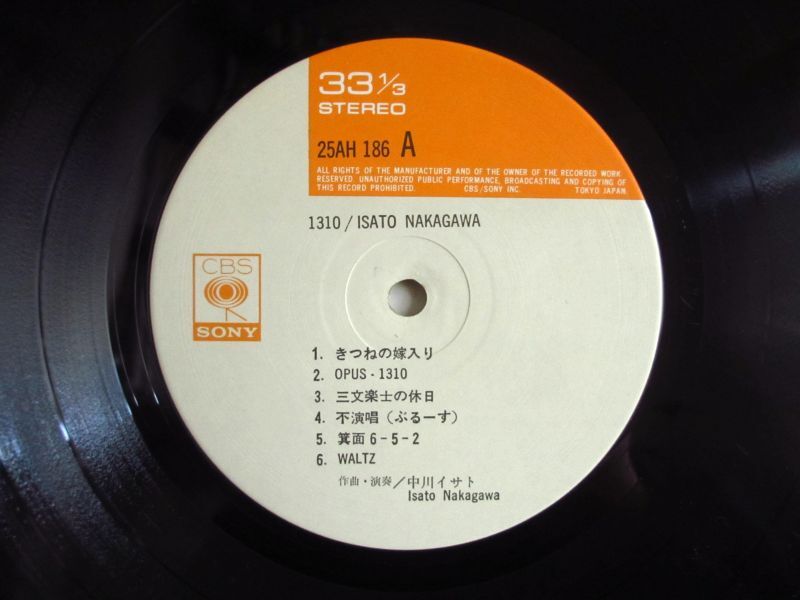 33 1/3
STEREO
25AH 186 A
ALL RIGHTS OF THE MANUFACTURER AND OF THE OWNER OF THE RECORDED WORK
RESERVED. UNAUTHORIZED PUBLIC PERFORMANCE, BROADCASTING AND COPYING OF
THIS RECORD PROHIBITED. CBS/SONY INC. TOKYO JAPAN.
1310/ISATO NAKAGAWA
CBS
SONY
1. きつねの嫁入り
2. OPUS-1310
3. 三文楽士の休日
4. 不演唱(ぶるーす)
5. 箕面6-5-2
6. WALTZ
作曲・演奏/中川イサト
Isato Nakagawa